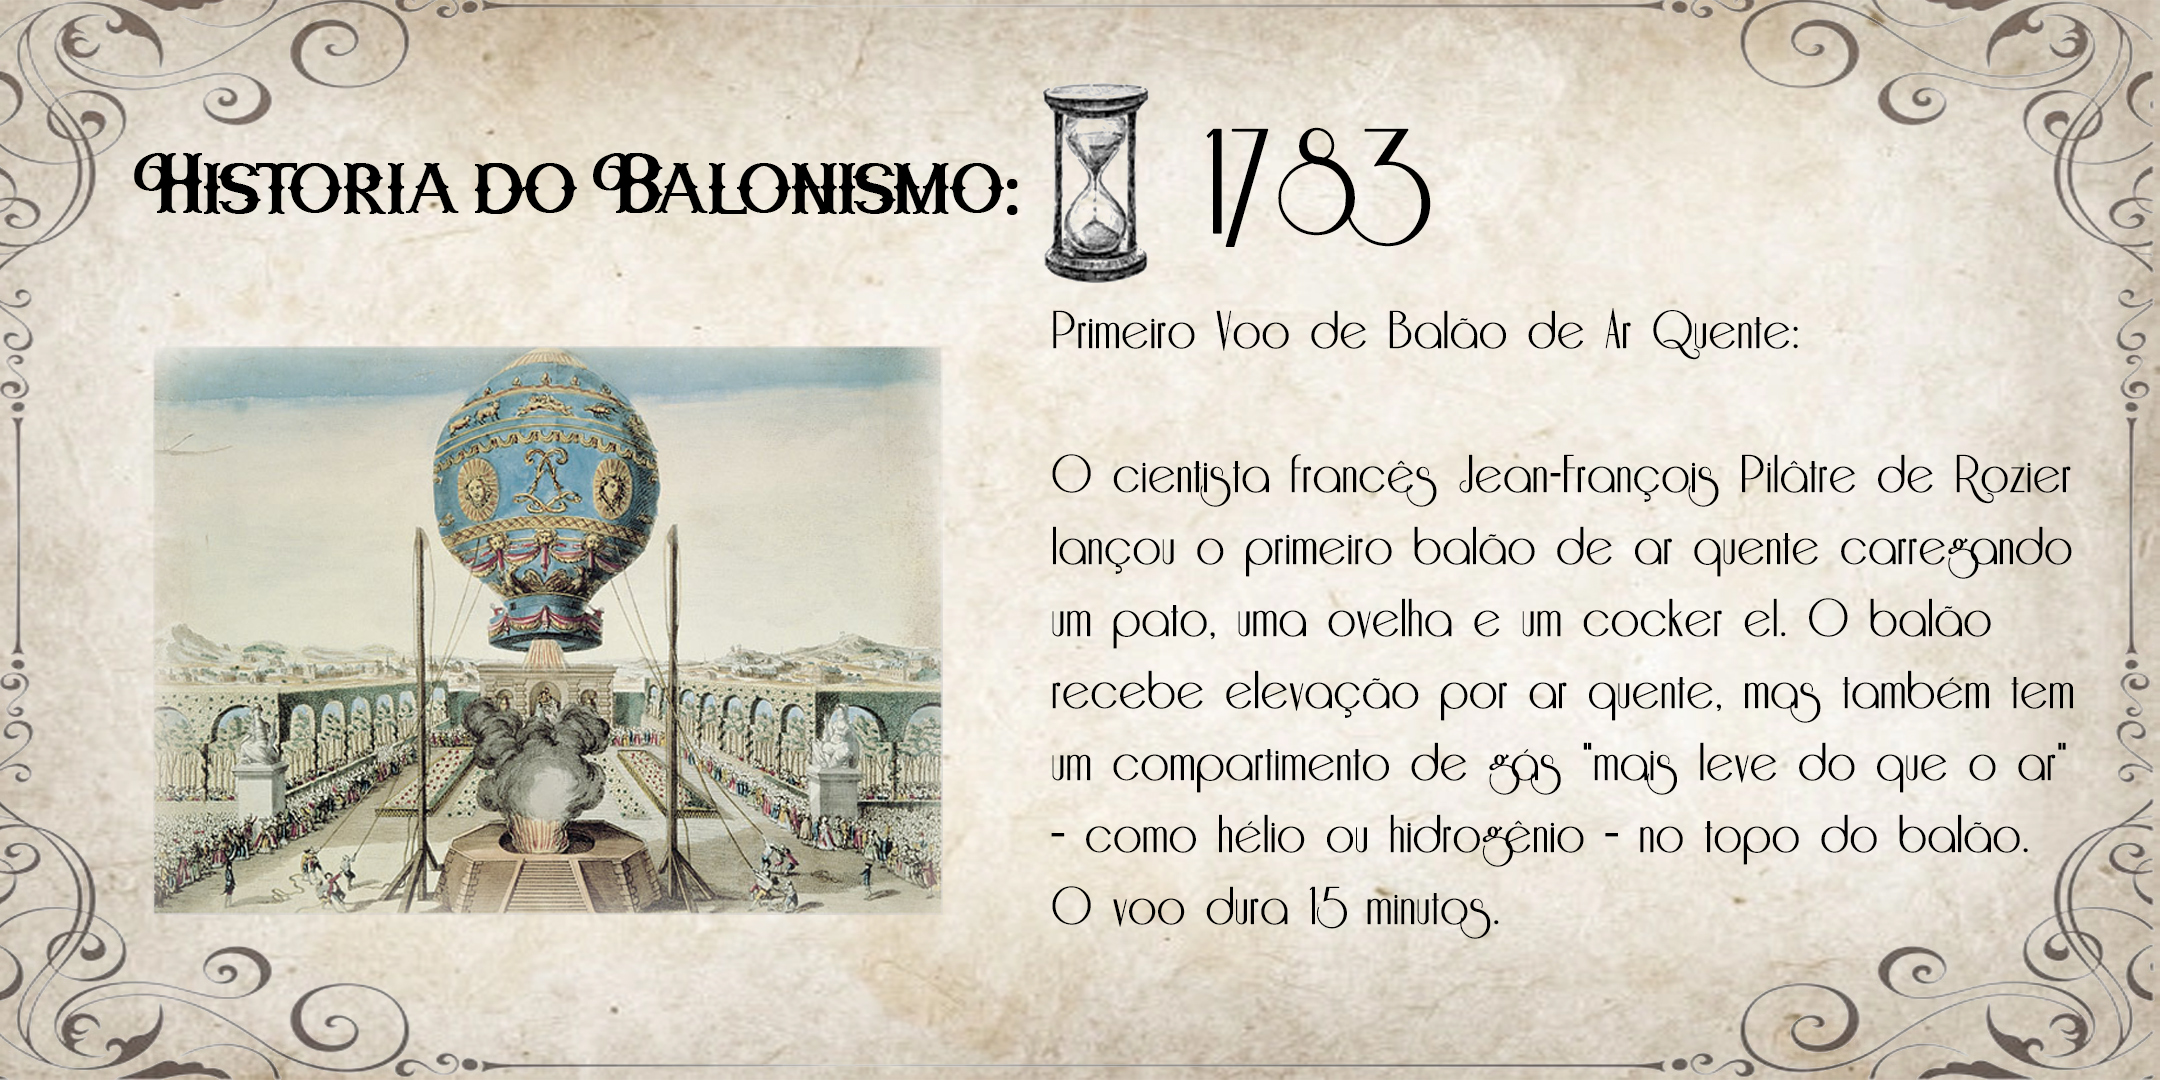 Historia do Balonismo:
1783
Primeiro Voo de Balão de Ar Quente:
O cientista francês Jean-François Pilâtre de Rozier
lançou o primeiro balão de ar quente carregando
um pato, uma ovelha e um cocker el. O balão
recebe elevação por ar quente, mas também tem
um compartimento de gás "mais leve do que o ar"
- como hélio ou hidrogênio - no topo do balão.
O voo dura 15 minutos.